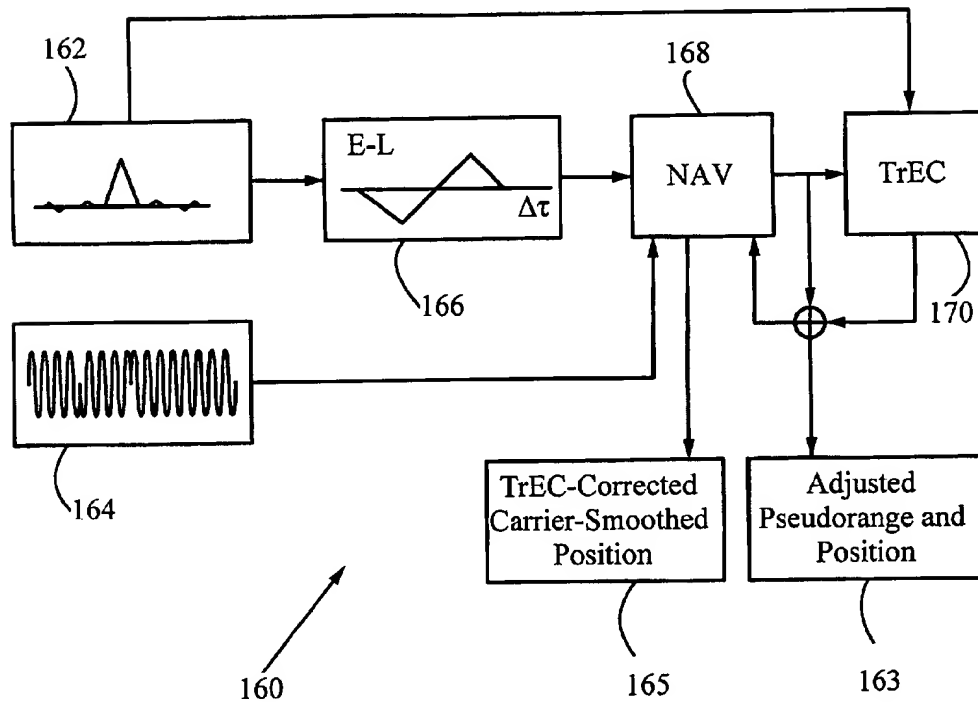 162
168
E-L
Δτ
NAV
TrEC
166
170
164
TrEC-Corrected
Carrier-Smoothed
Position
Adjusted
Pseudorange and
Position
160
165
163